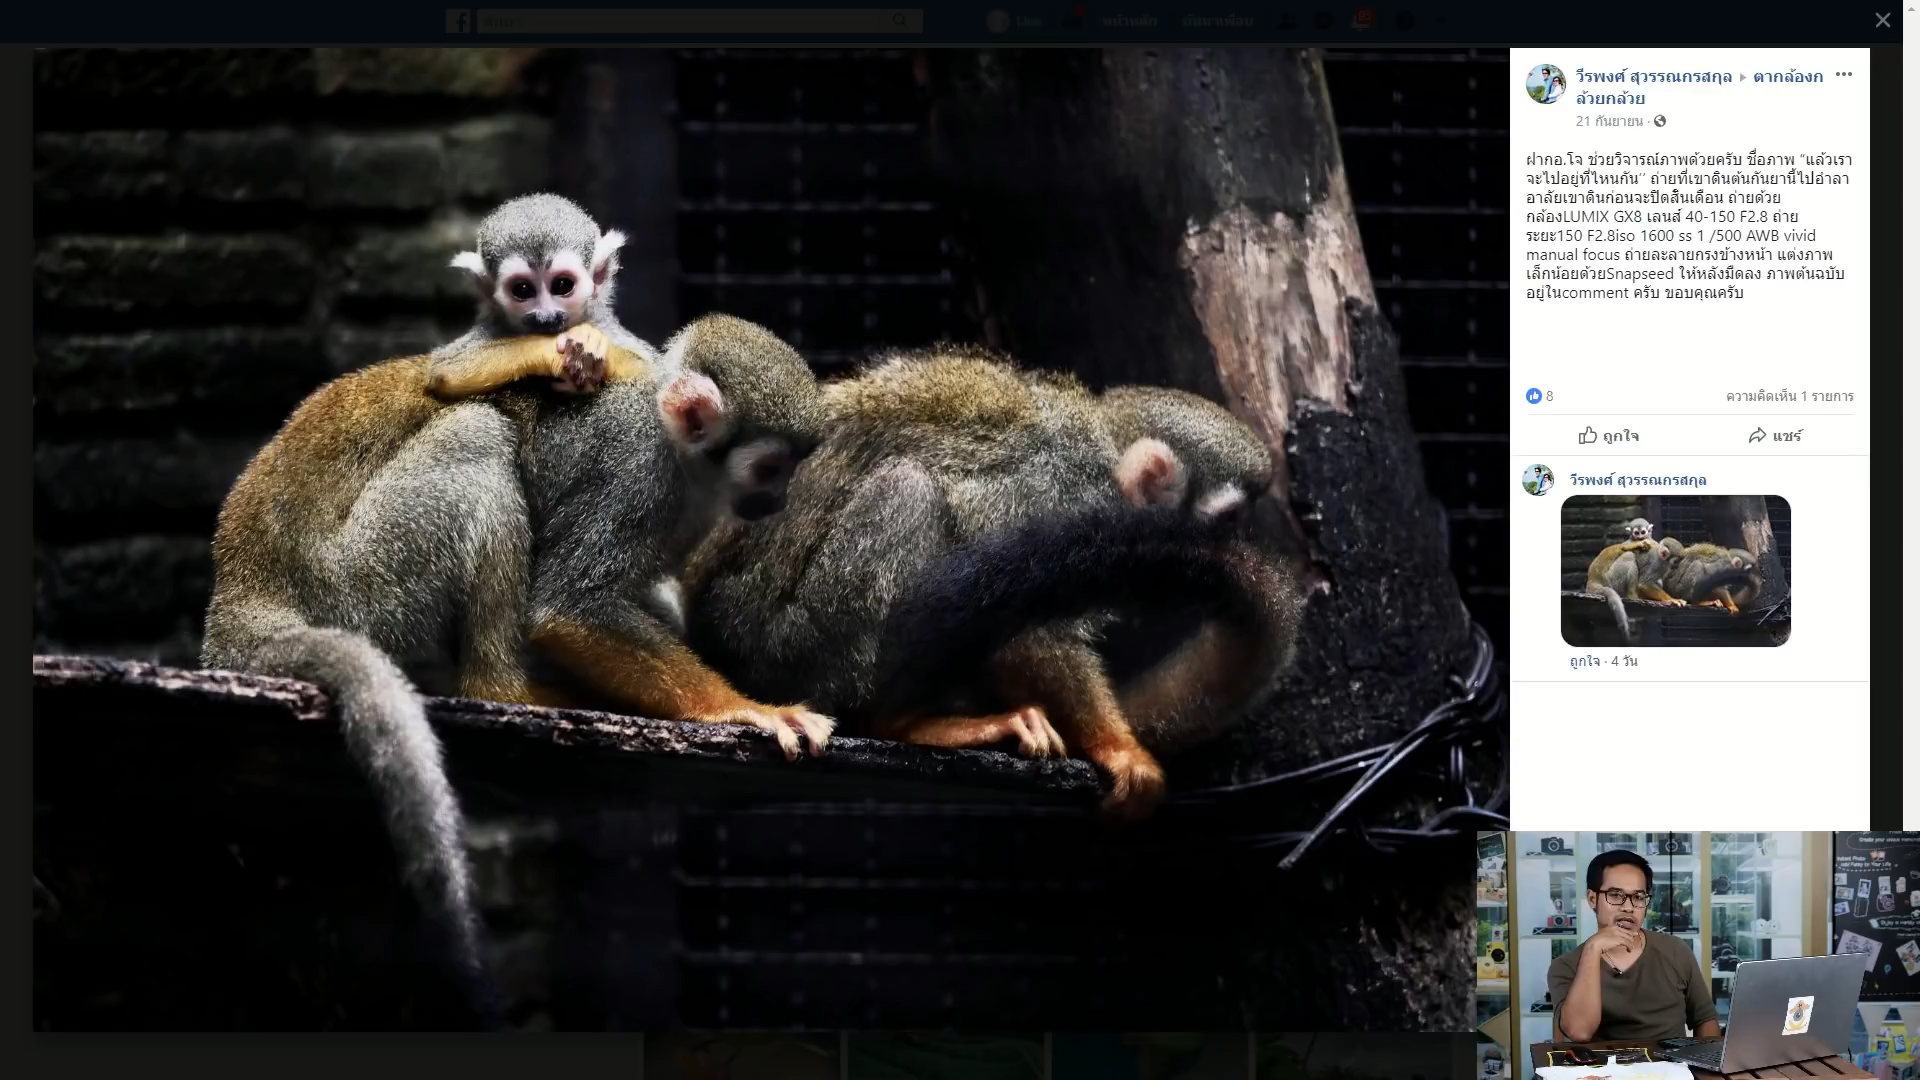 หน้าหลัก
85
วีรพงศ์ สุวรรณกรสกุล ▸ ตากล้องก
ล้วยกล้วย
21 กันยายน ·
ฝากอ.โจ ช่วยวิจารณ์ภาพด้วยครับ ชื่อภาพ “แล้วเรา
จะไปอยู่ที่ไหนกัน’’ ถ่ายที่เขาดินต้นกันยานี้ไปอำลา
อาลัยเขาดินก่อนจะปิดสิ้นเดือน ถ่ายด้วย
กล้องLUMIX GX8 เลนส์ 40-150 F2.8 ถ่าย
ระยะ150 F2.8iso 1600 ss 1 /500 AWB vivid
manual focus ถ่ายละลายกรงข้างหน้า แต่งภาพ
เล็กน้อยด้วยSnapseed ให้หลังมืดลง ภาพต้นฉบับ
อยู่ในcomment ครับ ขอบคุณครับ
8
ความคิดเห็น 1 รายการ
ถูกใจ
แชร์
วีรพงศ์ สุวรรณกรสกุล
ถูกใจ · 4 วัน